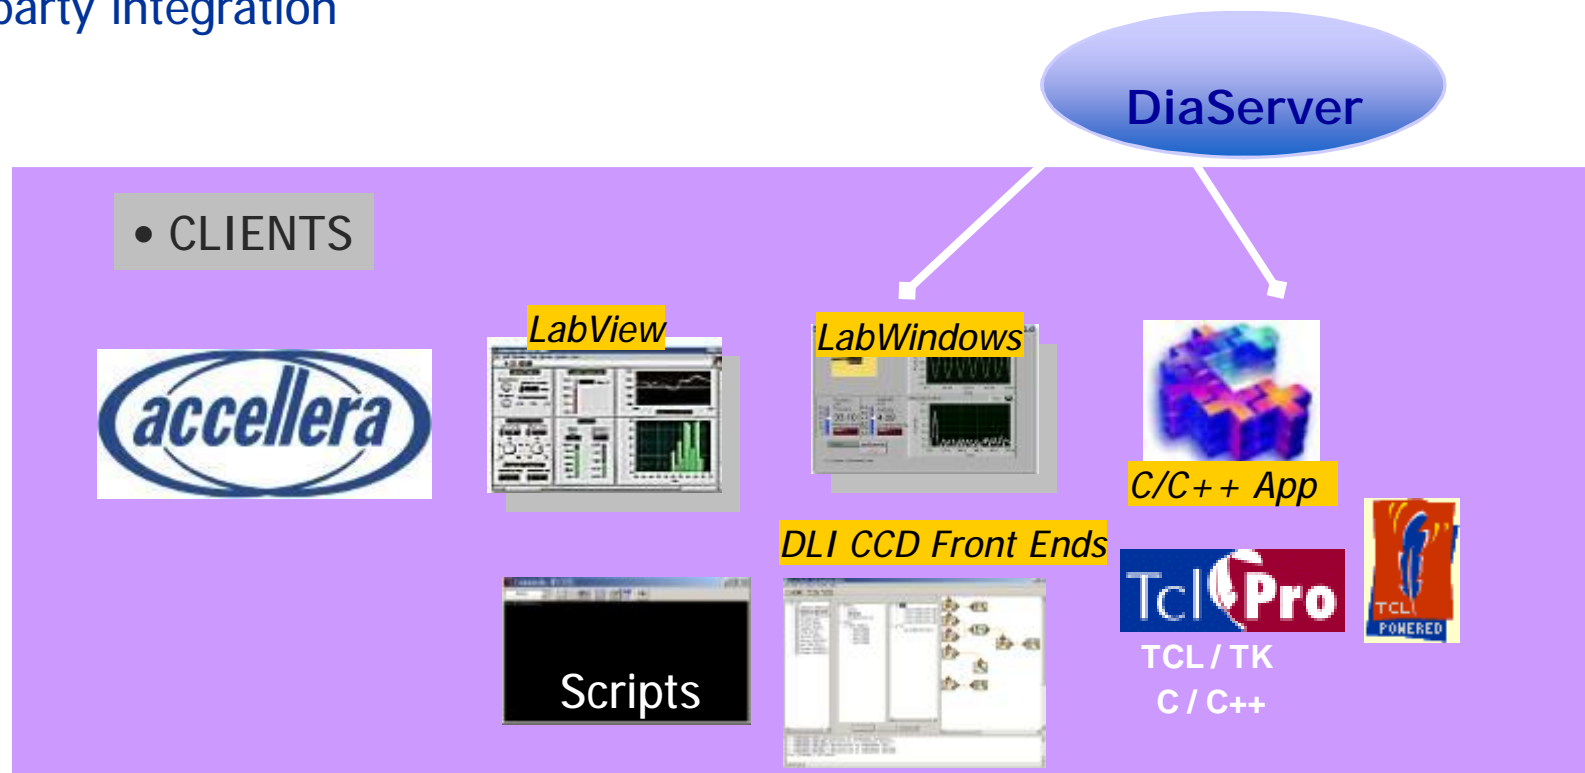 party Integration
DiaServer
• CLIENTS
LabView
LabWindows
accellera
C/C++ App
DLI CCD Front Ends
Tcl Pro
TCL
POWERED
TCL / TK
Scripts
C / C++